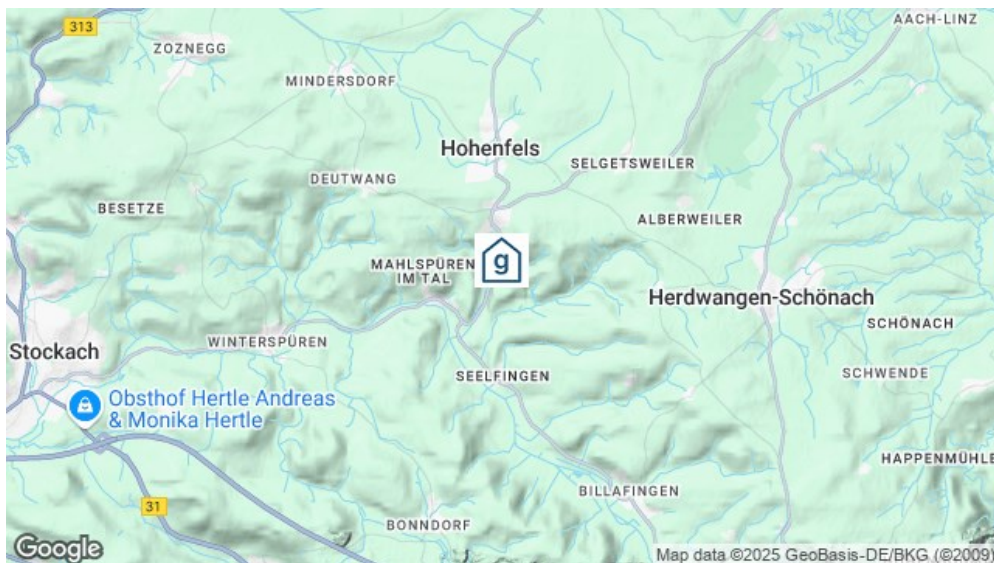 313
AACH-LINZ
ZOZNEGG
MINDERSDORF
Hohenfels
SELGETSWEILER
DEUTWANG
BESETZE
ALBERWEILER
g
MAHLSPÜREN
IM TAL
Herdwangen-Schönach
SCHÖNACH
WINTERSPÜREN
Stockach
SEELFINGEN
SCHWENDE
Obsthof Hertle Andreas
& Monika Hertle
HAPPENMÜHLE
BILLAFINGEN
31
BONNDORF
Google
Map data ©2025 GeoBasis-DE/BKG (©2009)